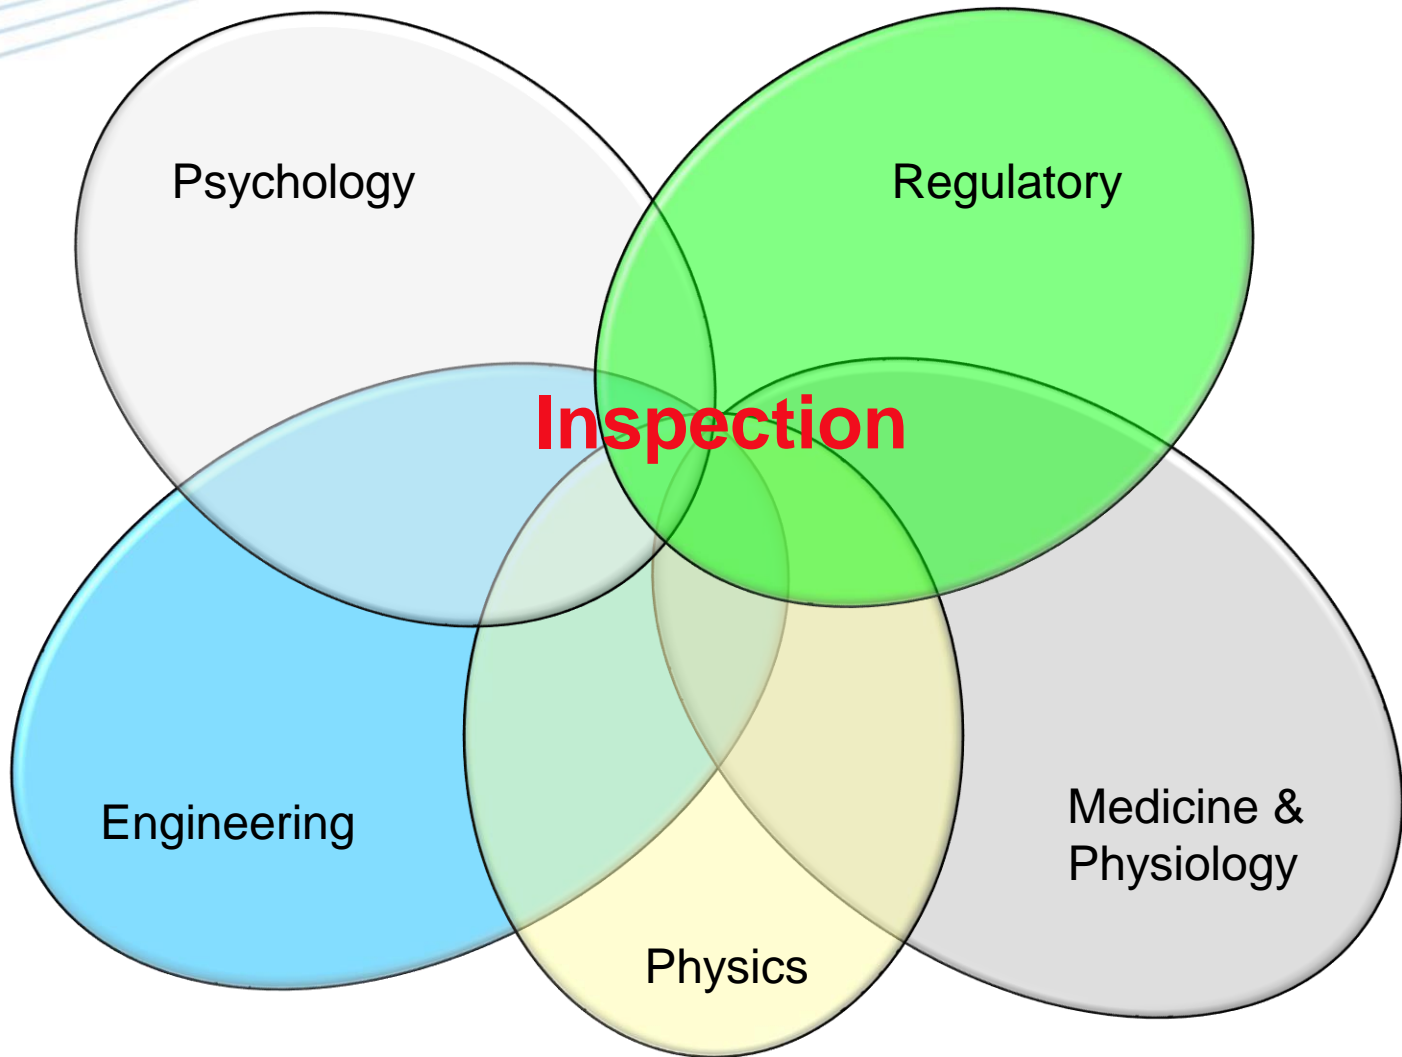 Psychology
Regulatory
Inspection
Engineering
Medicine &
Physiology
Physics